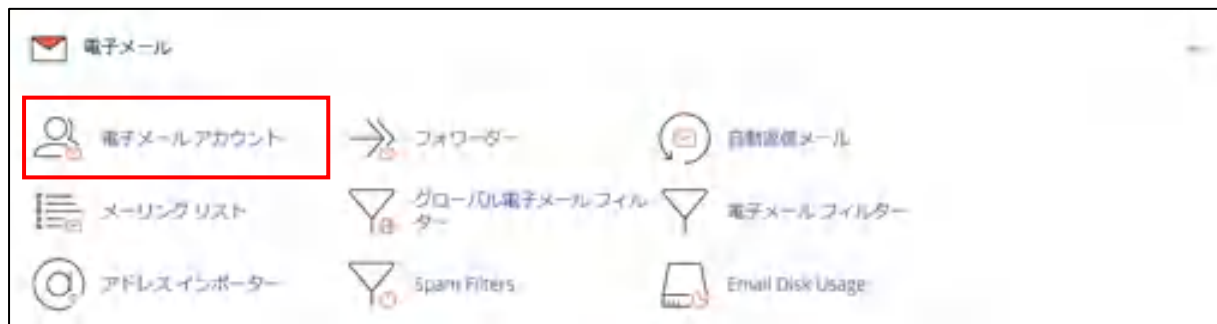 電子メール
電子メール アカウント
フォワーダー
自動返信メール
メーリング リスト
グローバル電子メール フィル
ター
電子メール フィルター
アドレス インポーター
Spam Filters
Email Disk Usage